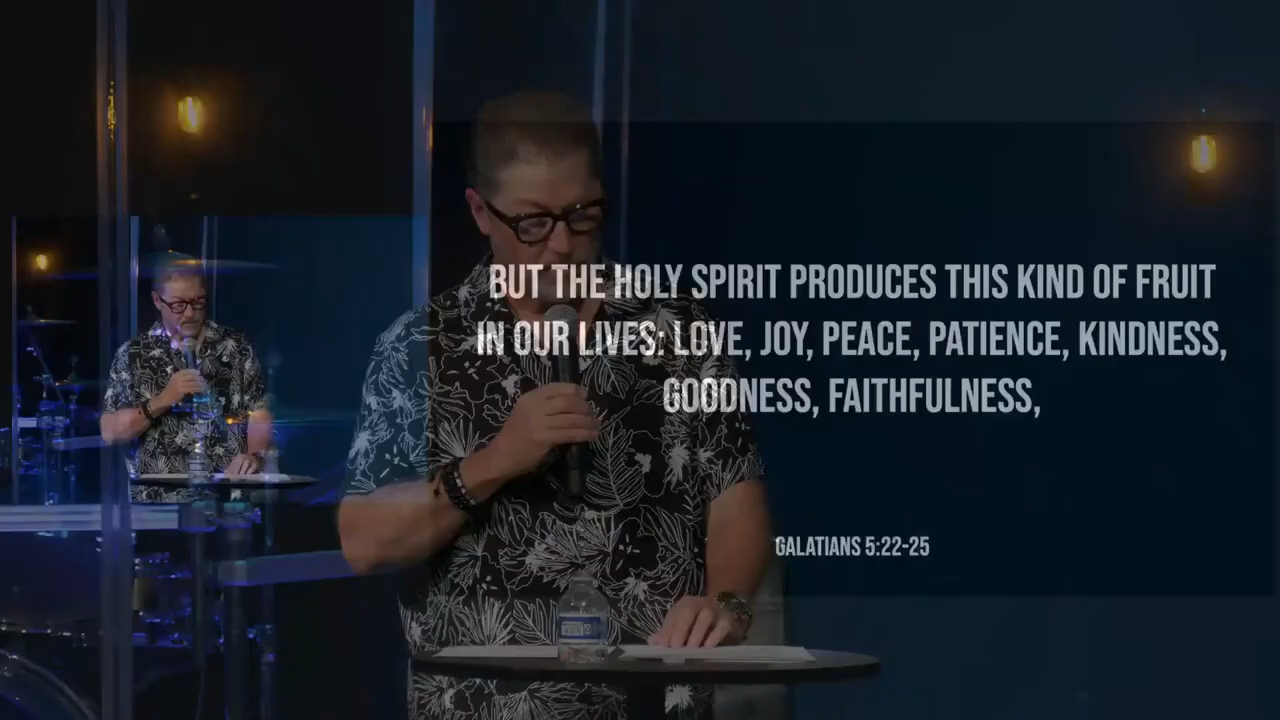 BUT THE HOLY SPIRIT PRODUCES THIS KIND OF FRUIT
IN OUR LIVES: LOVE, JOY, PEACE, PATIENCE, KINDNESS,
GOODNESS, FAITHFULNESS,
GALATIANS 5:22-25